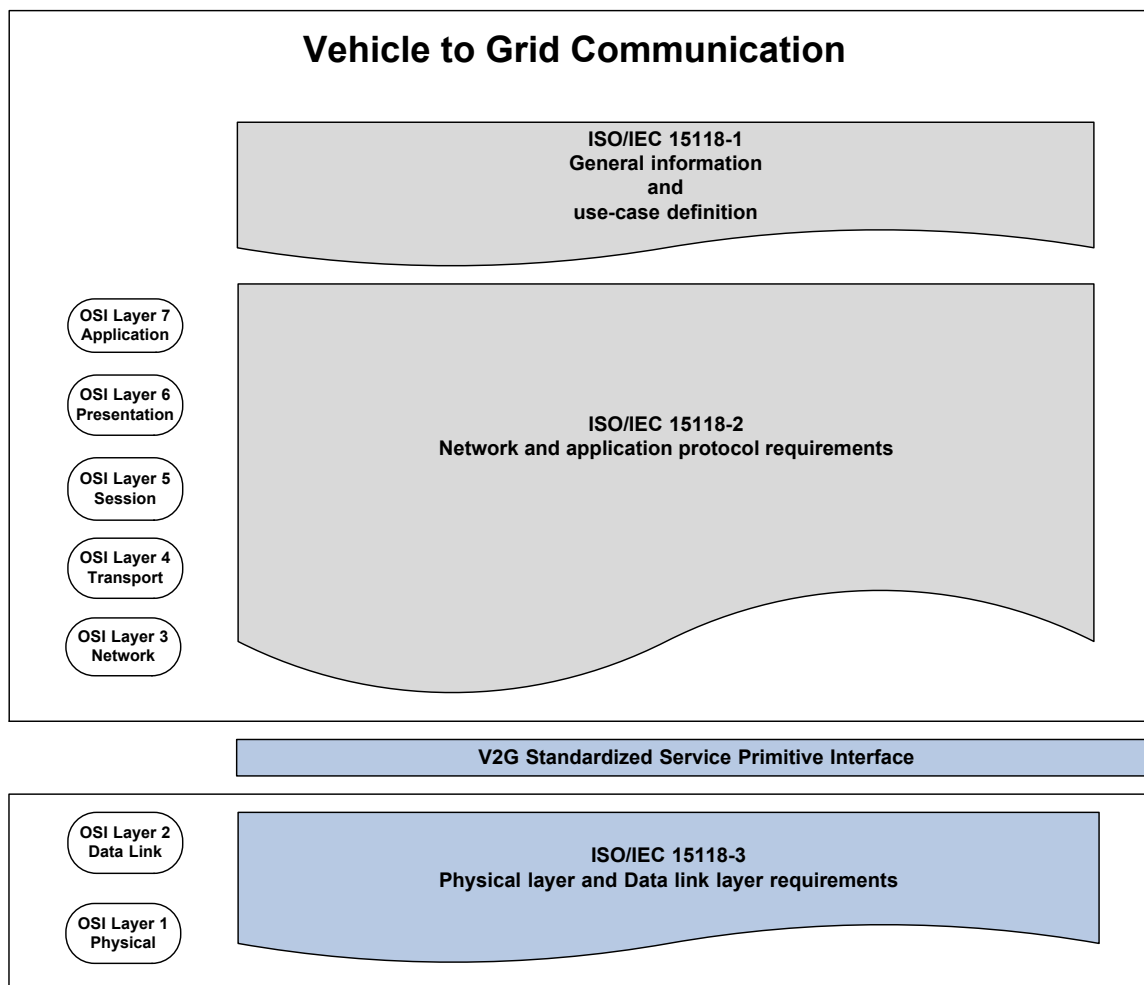 Vehicle to Grid Communication
ISO/IEC 15118-1
General information
and
use-case definition
OSI Layer 7
Application
OSI Layer 6
Presentation
ISO/IEC 15118-2
Network and application protocol requirements
OSI Layer 5
Session
OSI Layer 4
Transport
OSI Layer 3
Network
V2G Standardized Service Primitive Interface
OSI Layer 2
Data Link
ISO/IEC 15118-3
Physical layer and Data link layer requirements
OSI Layer 1
Physical